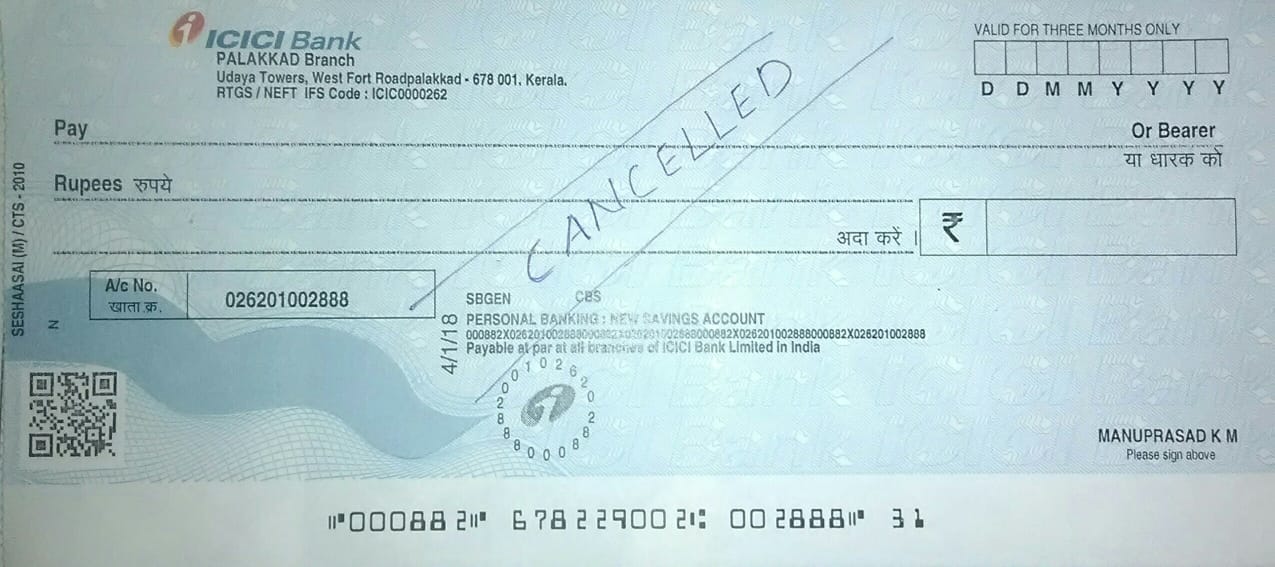 ICICI Bank
PALAKKAD Branch
Udaya Towers, West Fort Roadpalakkad - 678 001. Kerala.
RTGS / NEFT IFS Code : ICIC0000262
VALID FOR THREE MONTHS ONLY
D D M M Y Y Y Y
CANCELLED
Pay
Or Bearer
या धारक को
Rupees रुपये
अदा करें ।
₹
A/c No.
खाता क्र.
026201002888
SBGEN CBS
PERSONAL BANKING : NEW SAVINGS ACCOUNT
000882X026201002888000882X026201002888000882X026201002888
Payable at par at all branches of ICICI Bank Limited in India
4/1/18
SESHAASAI (M) / CTS - 2010
N
MANUPRASAD K M
Please sign above
⑈000882⑈ 678229002⑆ 002888⑈ 31